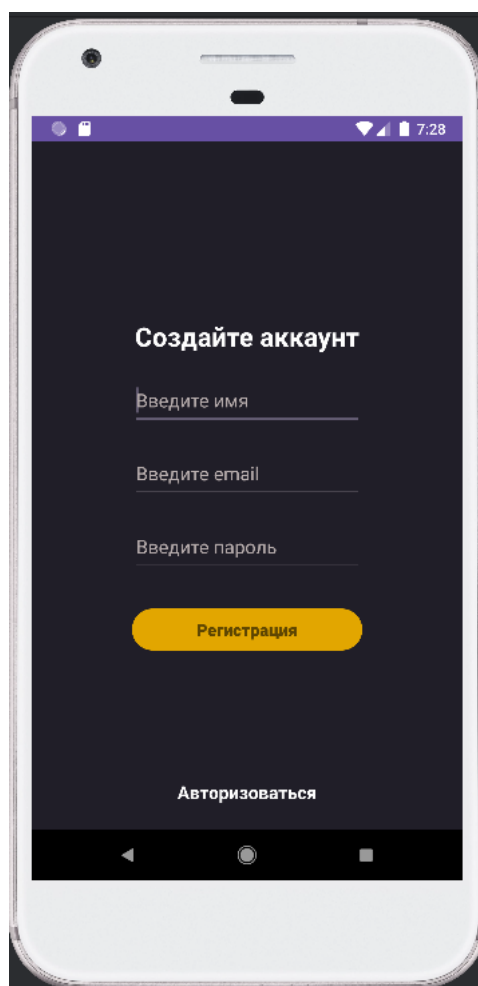 7:28
Создайте аккаунт
Введите имя
Введите email
Введите пароль
Регистрация
Авторизоваться